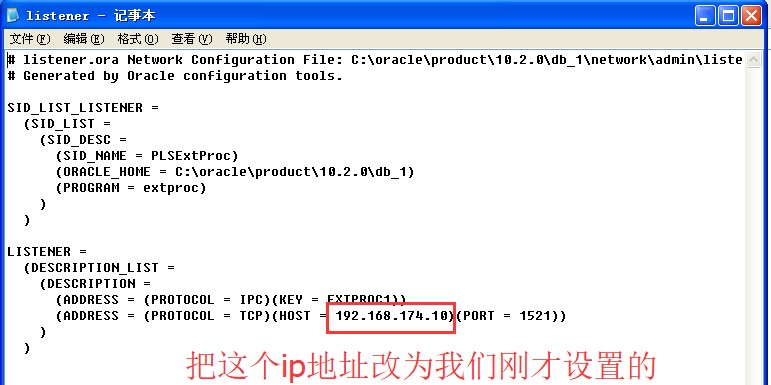 listener - 记事本
文件(F) 编辑(E) 格式(O) 查看(V) 帮助(H)
# listener.ora Network Configuration File: C:\oracle\product\10.2.0\db_1\network\admin\liste
# Generated by Oracle configuration tools.
SID_LIST_LISTENER =
(SID_LIST =
(SID_DESC =
(SID_NAME = PLSExtProc)
(ORACLE_HOME = C:\oracle\product\10.2.0\db_1)
(PROGRAM = extproc)
)
)
LISTENER =
(DESCRIPTION_LIST =
(DESCRIPTION =
(ADDRESS = (PROTOCOL = IPC)(KEY = EXTPROC1))
(ADDRESS = (PROTOCOL = TCP)(HOST = 192.168.174.10)(PORT = 1521))
)
)
把这个ip地址改为我们刚才设置的